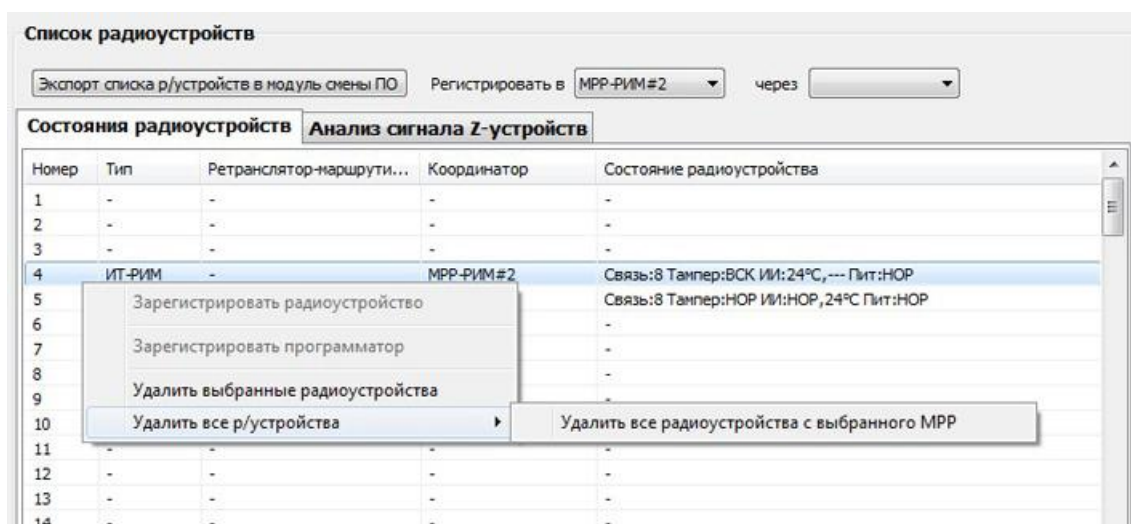 Список радиоустройств
Экспорт списка р/устройств в модуль смены ПО Регистрировать в МРР-РИМ#2 через
Состояния радиоустройств Анализ сигнала Z-устройств
Номер Тип Ретранслятор-маршрути... Координатор Состояние радиоустройства
1 - - - -
2 - - - -
3 - - - -
4 ИТ-РИМ - МРР-РИМ#2 Связь:8 Тампер:ВСК ИИ:24°C,--- Пит:НОР
5 Связь:8 Тампер:НОР ИИ:НОР,24°C Пит:НОР
Зарегистрировать радиоустройство
6 -
7 Зарегистрировать программатор -
8 -
9 Удалить выбранные радиоустройства -
10 Удалить все р/устройства Удалить все радиоустройства с выбранного МРР
11 - - - -
12 - - - -
13 - - - -
14 - - - -